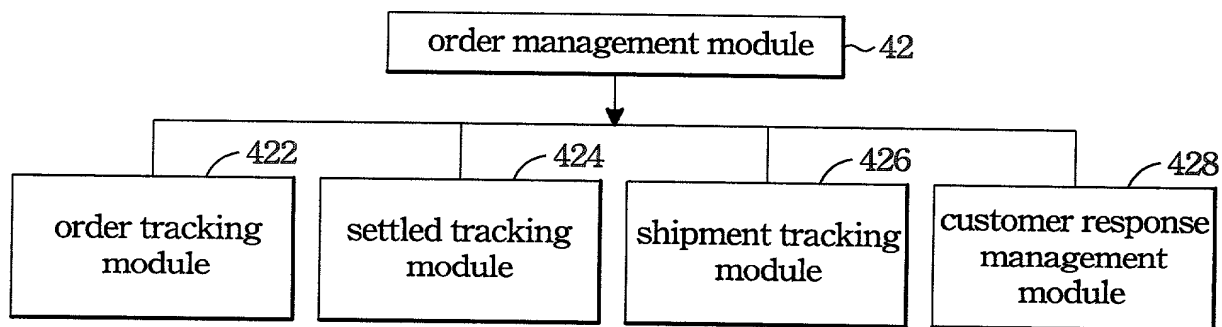 order management module
42
422
424
426
428
order tracking
module
settled tracking
module
shipment tracking
module
customer response
management
module